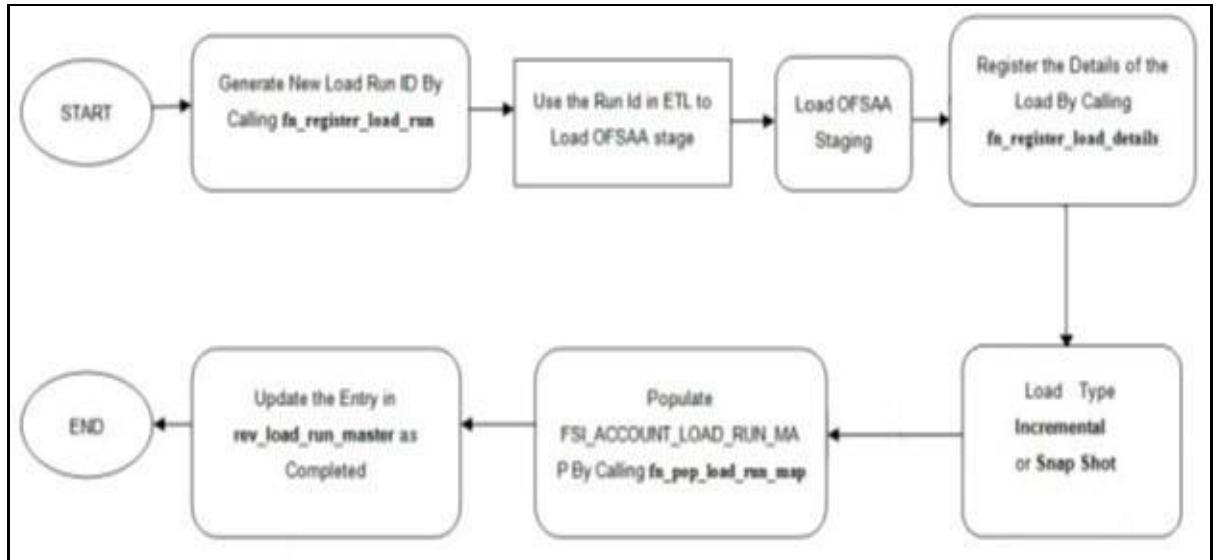 START
Generate New Load Run ID By
Calling fn_register_load_run
Use the Run Id in ETL to
Load OFSAA stage
Load OFSAA
Staging
Register the Details of the
Load By Calling
fn_register_load_details
Load Type
Incremental
or Snap Shot
Populate
FSI_ACCOUNT_LOAD_RUN_MA
P By Calling fn_pop_load_run_map
Update the Entry in
rev_load_run_master as
Completed
END